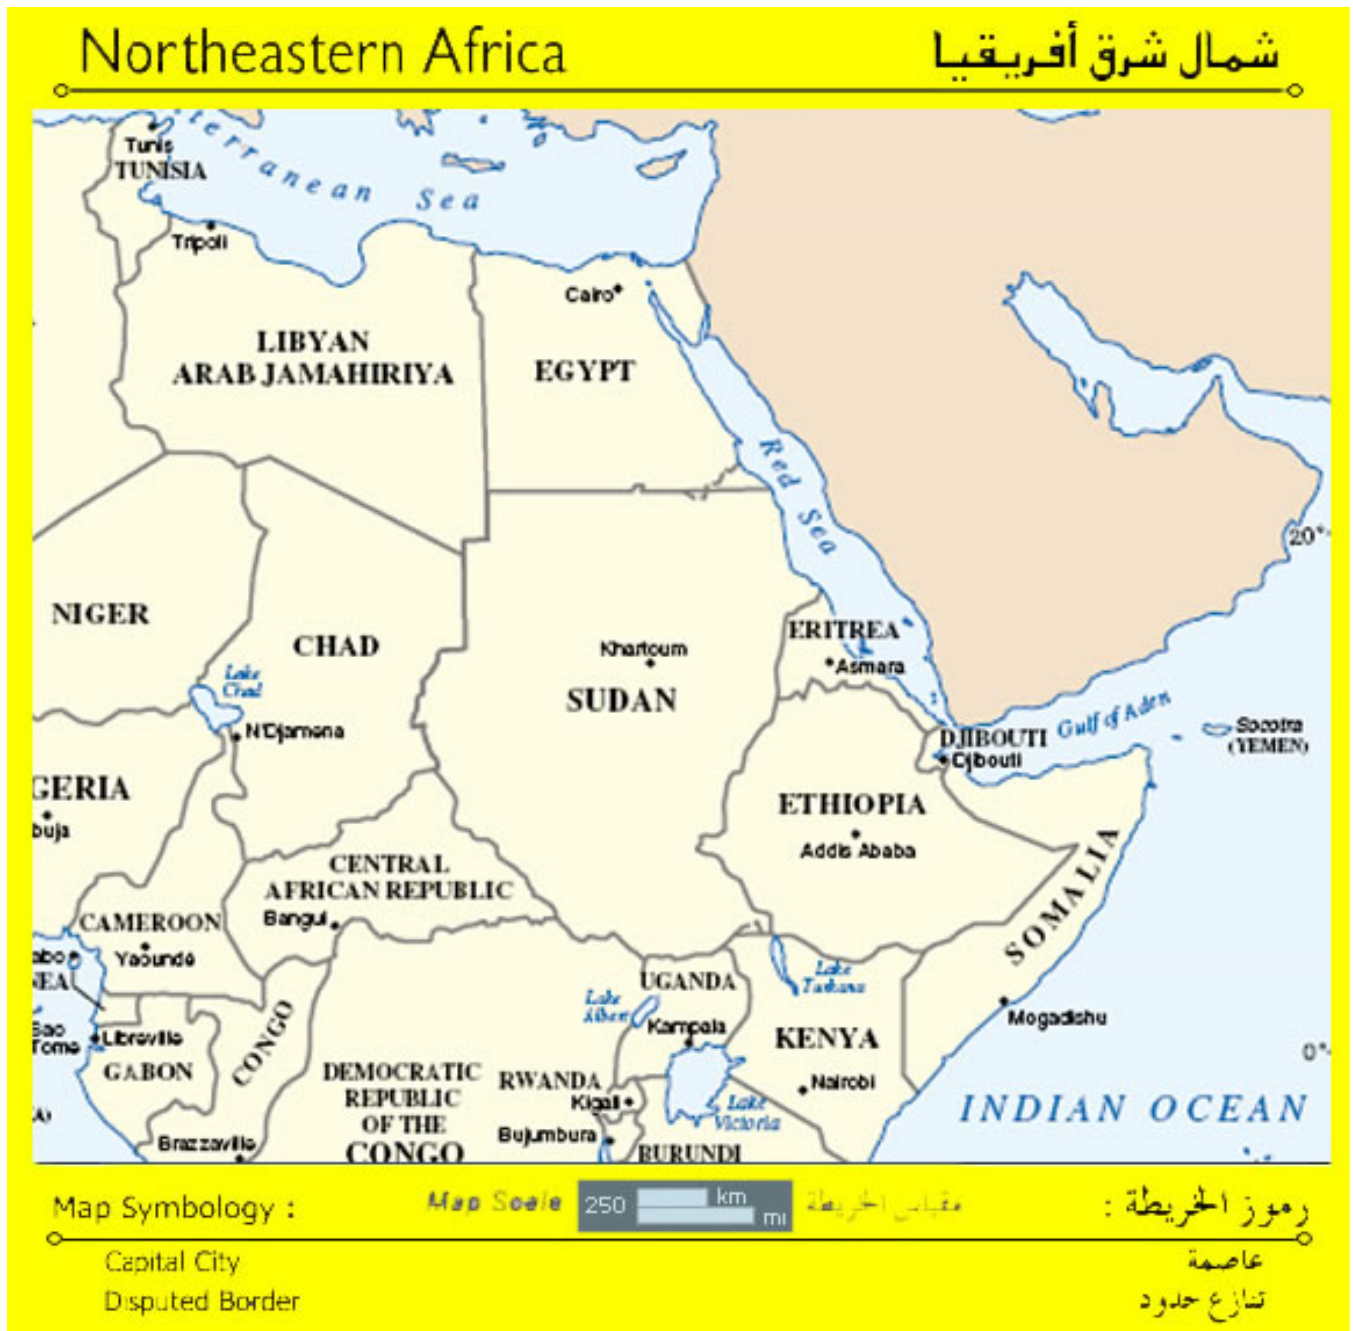 Northeastern Africa
شمال شرق أفريقيا
terranean Sea
Tunis
TUNISIA
Tripoli
Cairo
LIBYAN
ARAB JAMAHIRIYA
EGYPT
Red Sea
20°
NIGER
CHAD
ERITREA
Khartoum
Asmara
Lake
Chad
SUDAN
N'Djamena
Gulf of Aden
Socotra
(YEMEN)
DJIBOUTI
Djibouti
GERIA
buja
ETHIOPIA
Addis Ababa
SOMALIA
CENTRAL
AFRICAN REPUBLIC
Bangui
CAMEROON
Yaoundé
abo
NEA
UGANDA
Lake
Turkana
Lake
Albert
Kampala
Mogadishu
Sao
Tome
Libreville
GABON
CONGO
KENYA
Nairobi
0°
DEMOCRATIC
REPUBLIC
OF THE
CONGO
RWANDA
Kigali
Lake
Victoria
INDIAN OCEAN
A)
Brazzaville
Bujumbura
BURUNDI
Map Symbology :
Map Scale
250 km
mi
مقياس الخريطة
رموز الخريطة :
Capital City
عاصمة
Disputed Border
تنازع حدود